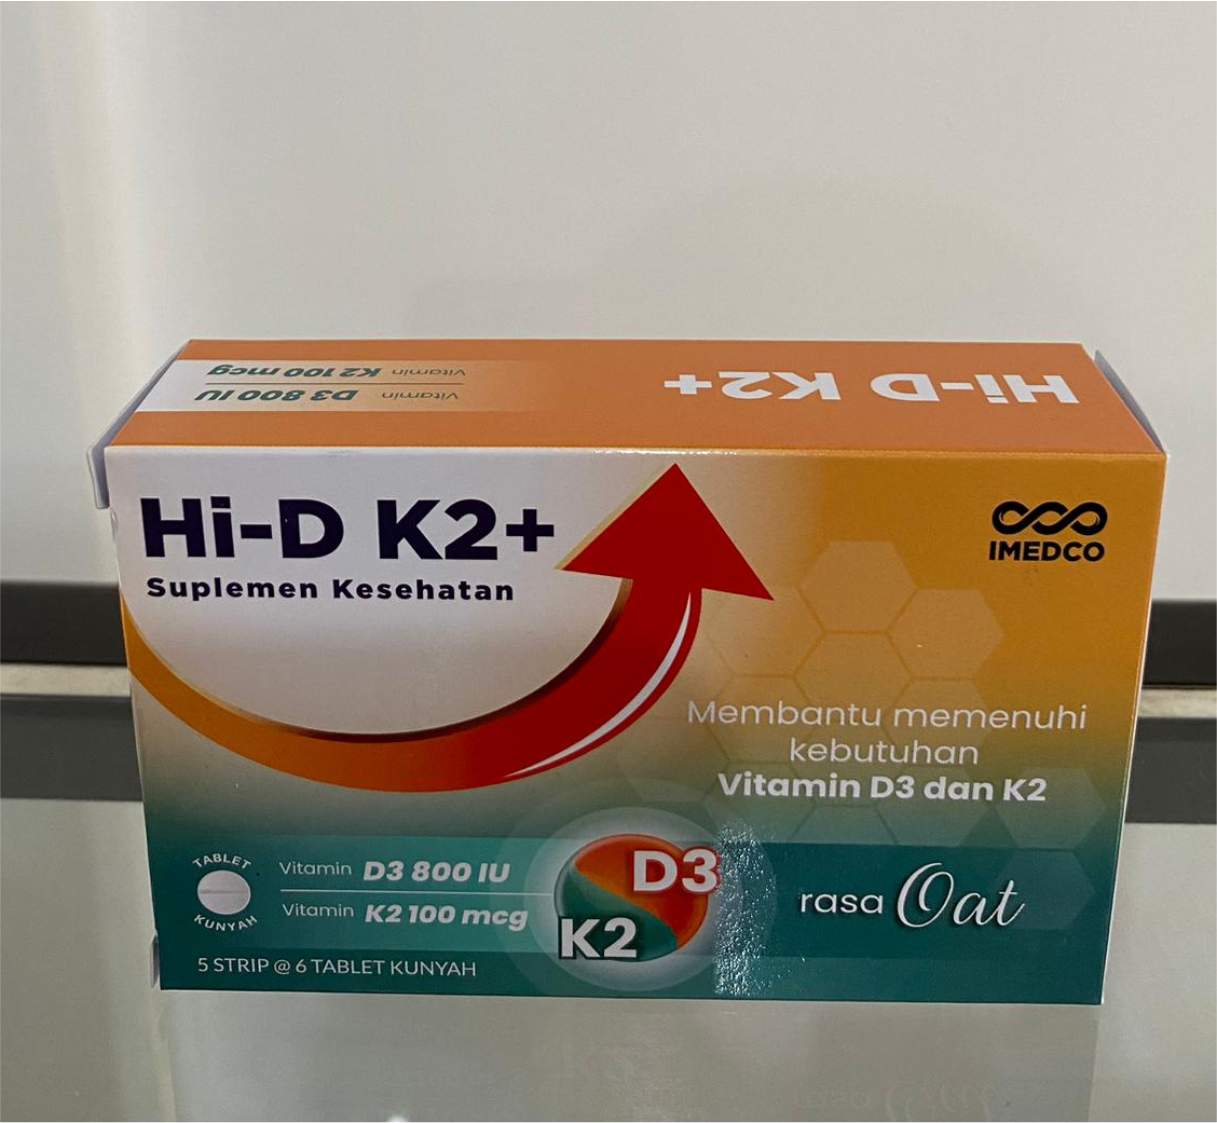 Hi-D K2+
Vitamin D3 800 IU
Vitamin K2 100 mcg
Hi-D K2+
Suplemen Kesehatan
IMEDCO
Membantu memenuhi
kebutuhan
Vitamin D3 dan K2
TABLET
KUNYAH
Vitamin D3 800 IU
Vitamin K2 100 mcg
D3
K2
rasa Oat
5 STRIP @ 6 TABLET KUNYAH